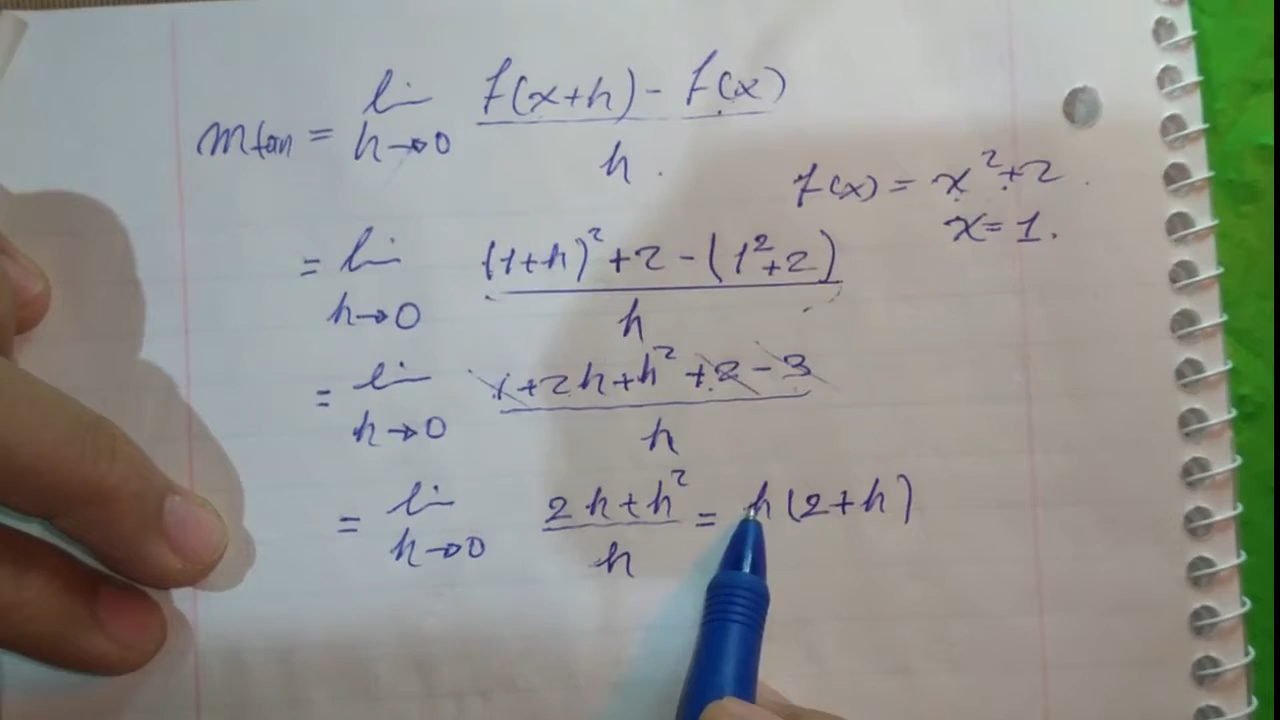 m tan = lim h→0 f(x+h) - f(x) / h.
f(x) = x² + 2.
x = 1.
= lim h→0 (1+h)² + 2 - (1² + 2) / h
= lim h→0 1 + 2h + h² + 2 - 3 / h
= lim h→0 2h + h² / h = h(2+h)